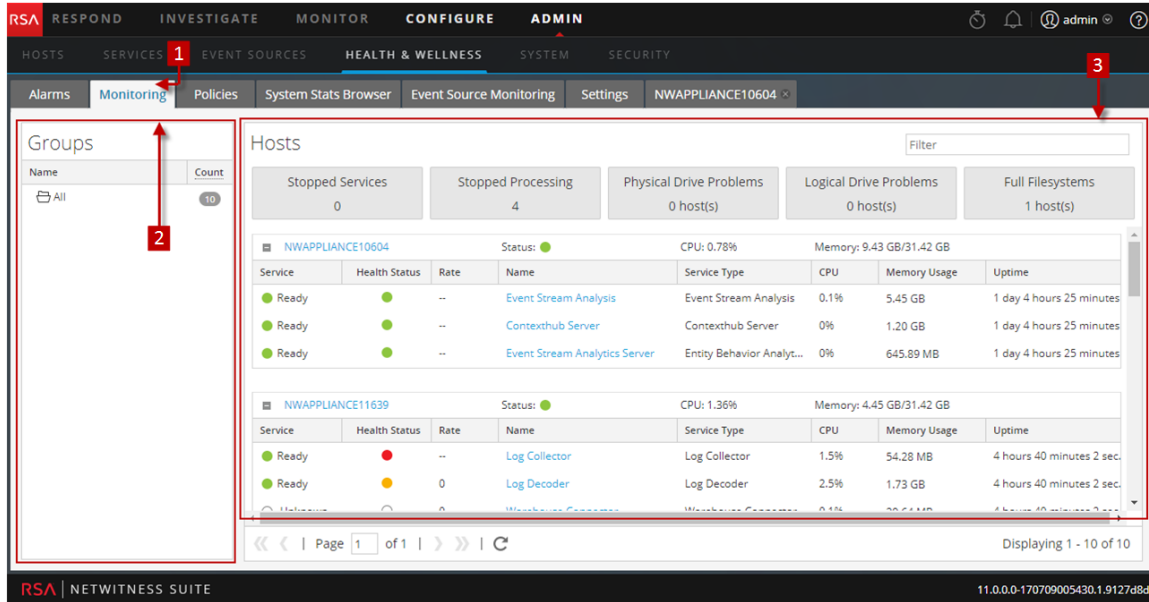 RSA RESPOND INVESTIGATE MONITOR CONFIGURE ADMIN admin
HOSTS SERVICES EVENT SOURCES HEALTH & WELLNESS SYSTEM SECURITY
1
3
Alarms Monitoring Policies System Stats Browser Event Source Monitoring Settings NWAPPLIANCE10604
Groups
Name Count
All 10
2
Hosts
Filter
Stopped Services Stopped Processing Physical Drive Problems Logical Drive Problems Full Filesystems
0 4 0 host(s) 0 host(s) 1 host(s)
NWAPPLIANCE10604 Status: CPU: 0.78% Memory: 9.43 GB/31.42 GB
Service Health Status Rate Name Service Type CPU Memory Usage Uptime
Ready -- Event Stream Analysis Event Stream Analysis 0.1% 5.45 GB 1 day 4 hours 25 minutes
Ready -- Contexthub Server Contexthub Server 0% 1.20 GB 1 day 4 hours 25 minutes
Ready -- Event Stream Analytics Server Entity Behavior Analyt... 0% 645.89 MB 1 day 4 hours 25 minutes
NWAPPLIANCE11639 Status: CPU: 1.36% Memory: 4.45 GB/31.42 GB
Service Health Status Rate Name Service Type CPU Memory Usage Uptime
Ready -- Log Collector Log Collector 1.5% 54.28 MB 4 hours 40 minutes 2 sec.
Ready 0 Log Decoder Log Decoder 2.5% 1.73 GB 4 hours 40 minutes 2 sec.
Page 1 of 1 Displaying 1 - 10 of 10
RSA NETWITNESS SUITE 11.0.0.0-170709005430.1.9127d8d